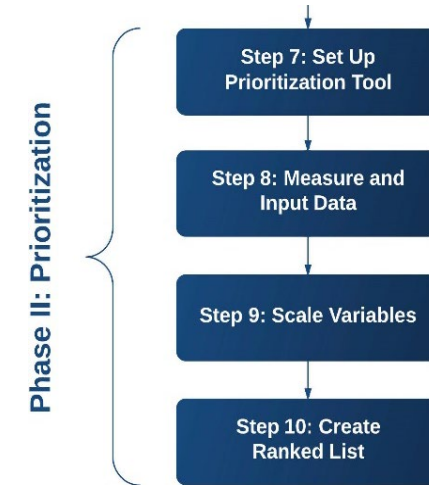 Phase II: Prioritization
Step 7: Set Up
Prioritization Tool
Step 8: Measure and
Input Data
Step 9: Scale Variables
Step 10: Create
Ranked List